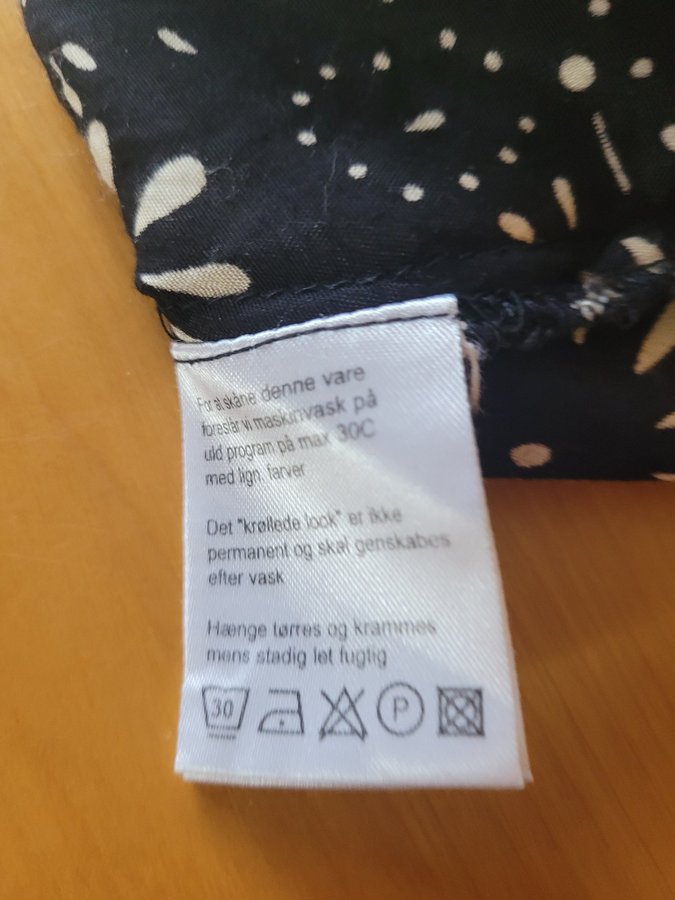 For at skåne denne vare
foreslår vi maskinvask på
uld program på max 30C
med lign. farver
Det "krøllede look" er ikke
permanent og skal genskabes
efter vask
Hænge tørres og krammes
mens stadig let fugtig
30 P